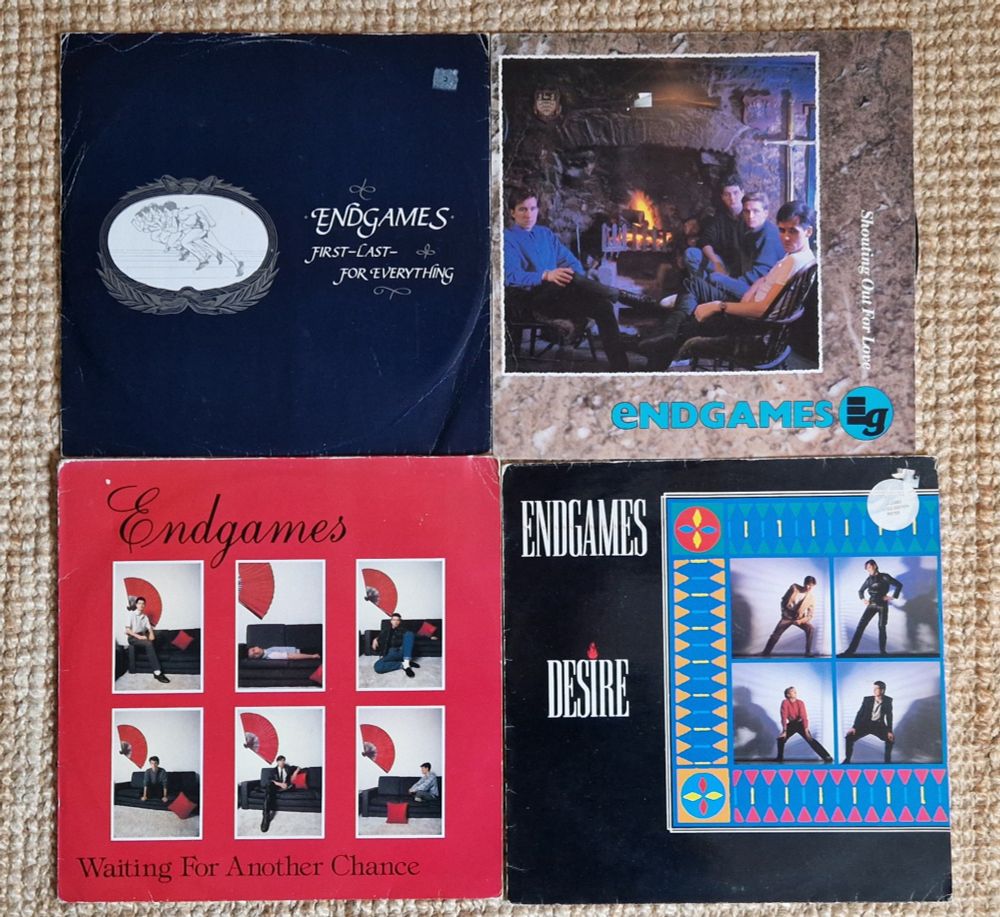 ENDGAMES
FIRST–LAST–
FOR EVERYTHING
Shouting Out For Love
eNDGAMES
Eg
Endgames
Waiting For Another Chance
ENDGAMES
DESIRE